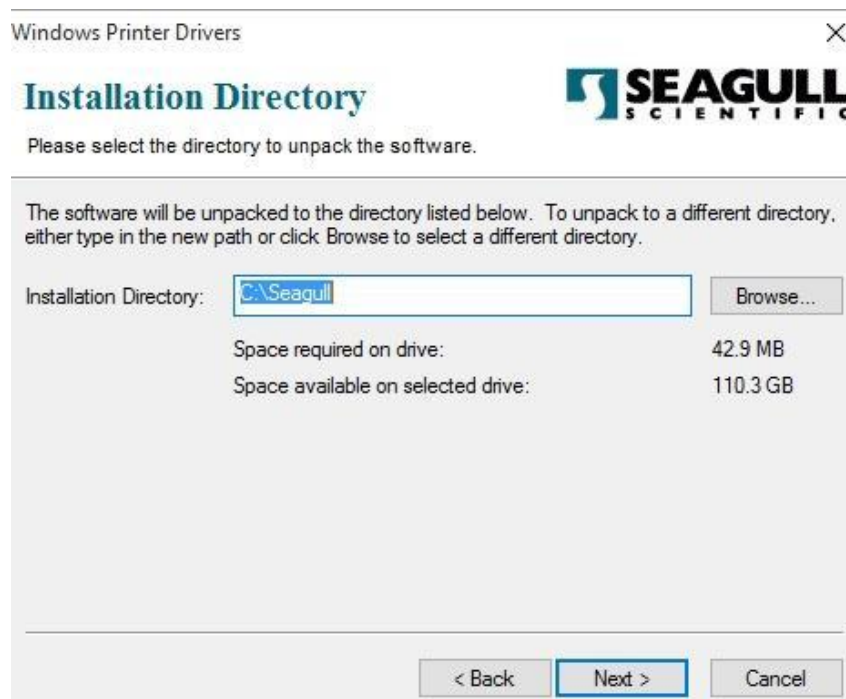 Windows Printer Drivers
Installation Directory
SEAGULL
SCIENTIFIC
Please select the directory to unpack the software.
The software will be unpacked to the directory listed below.  To unpack to a different directory,
either type in the new path or click Browse to select a different directory.
Installation Directory: C:\Seagull Browse...
Space required on drive: 42.9 MB
Space available on selected drive: 110.3 GB
< Back Next > Cancel